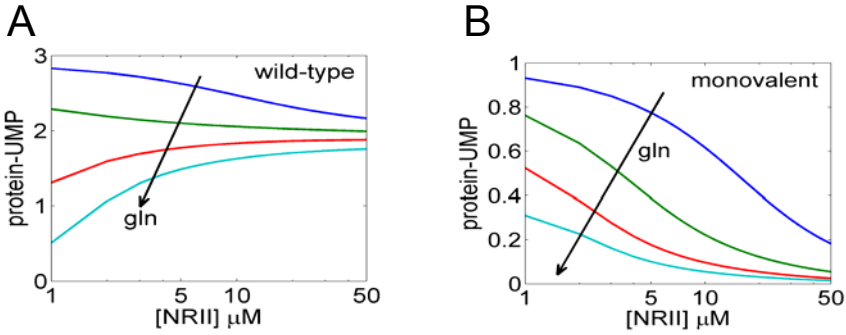 A
3
2
1
0
protein-UMP
wild-type
gln
1
5
10
50
[NRII] μM
B
1
0.8
0.6
0.4
0.2
0
protein-UMP
monovalent
gln
1
5
10
50
[NRII] μM